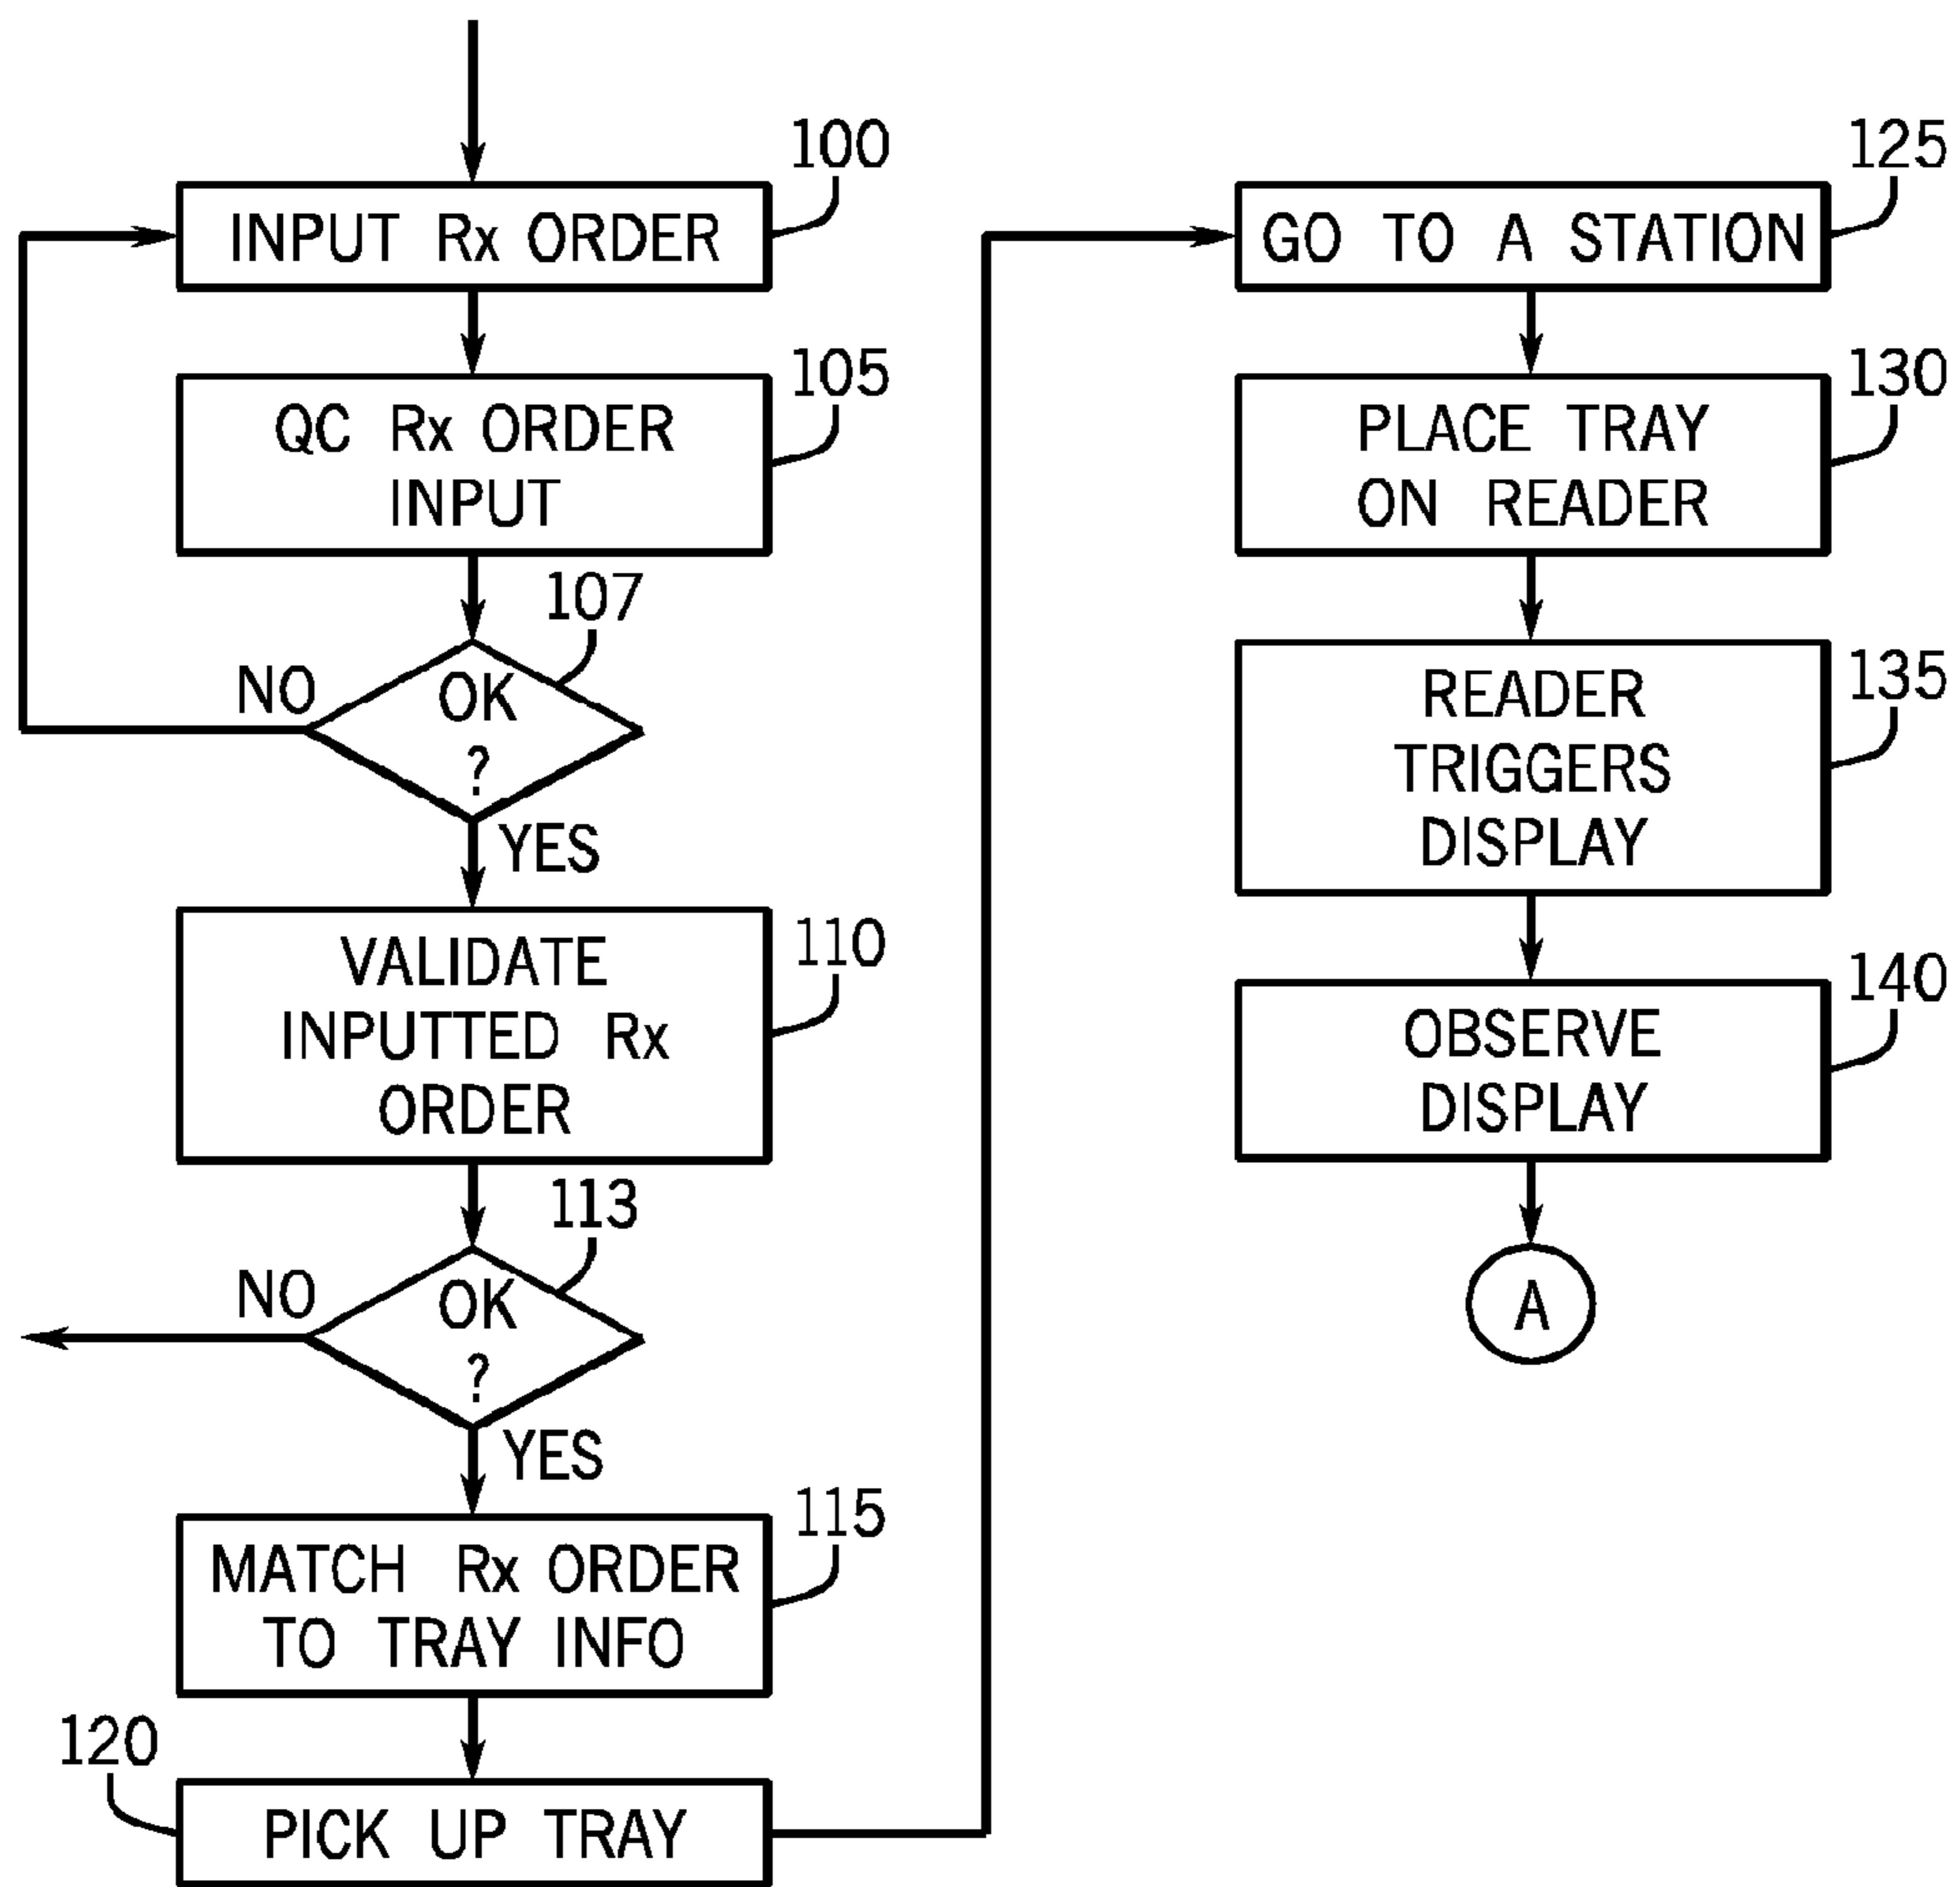 100
INPUT Rx ORDER
105
QC Rx ORDER
INPUT
107
NO
OK
?
YES
110
VALIDATE
INPUTTED Rx
ORDER
113
NO
OK
?
YES
115
MATCH Rx ORDER
TO TRAY INFO
120
PICK UP TRAY
125
GO TO A STATION
130
PLACE TRAY
ON READER
135
READER
TRIGGERS
DISPLAY
140
OBSERVE
DISPLAY
A